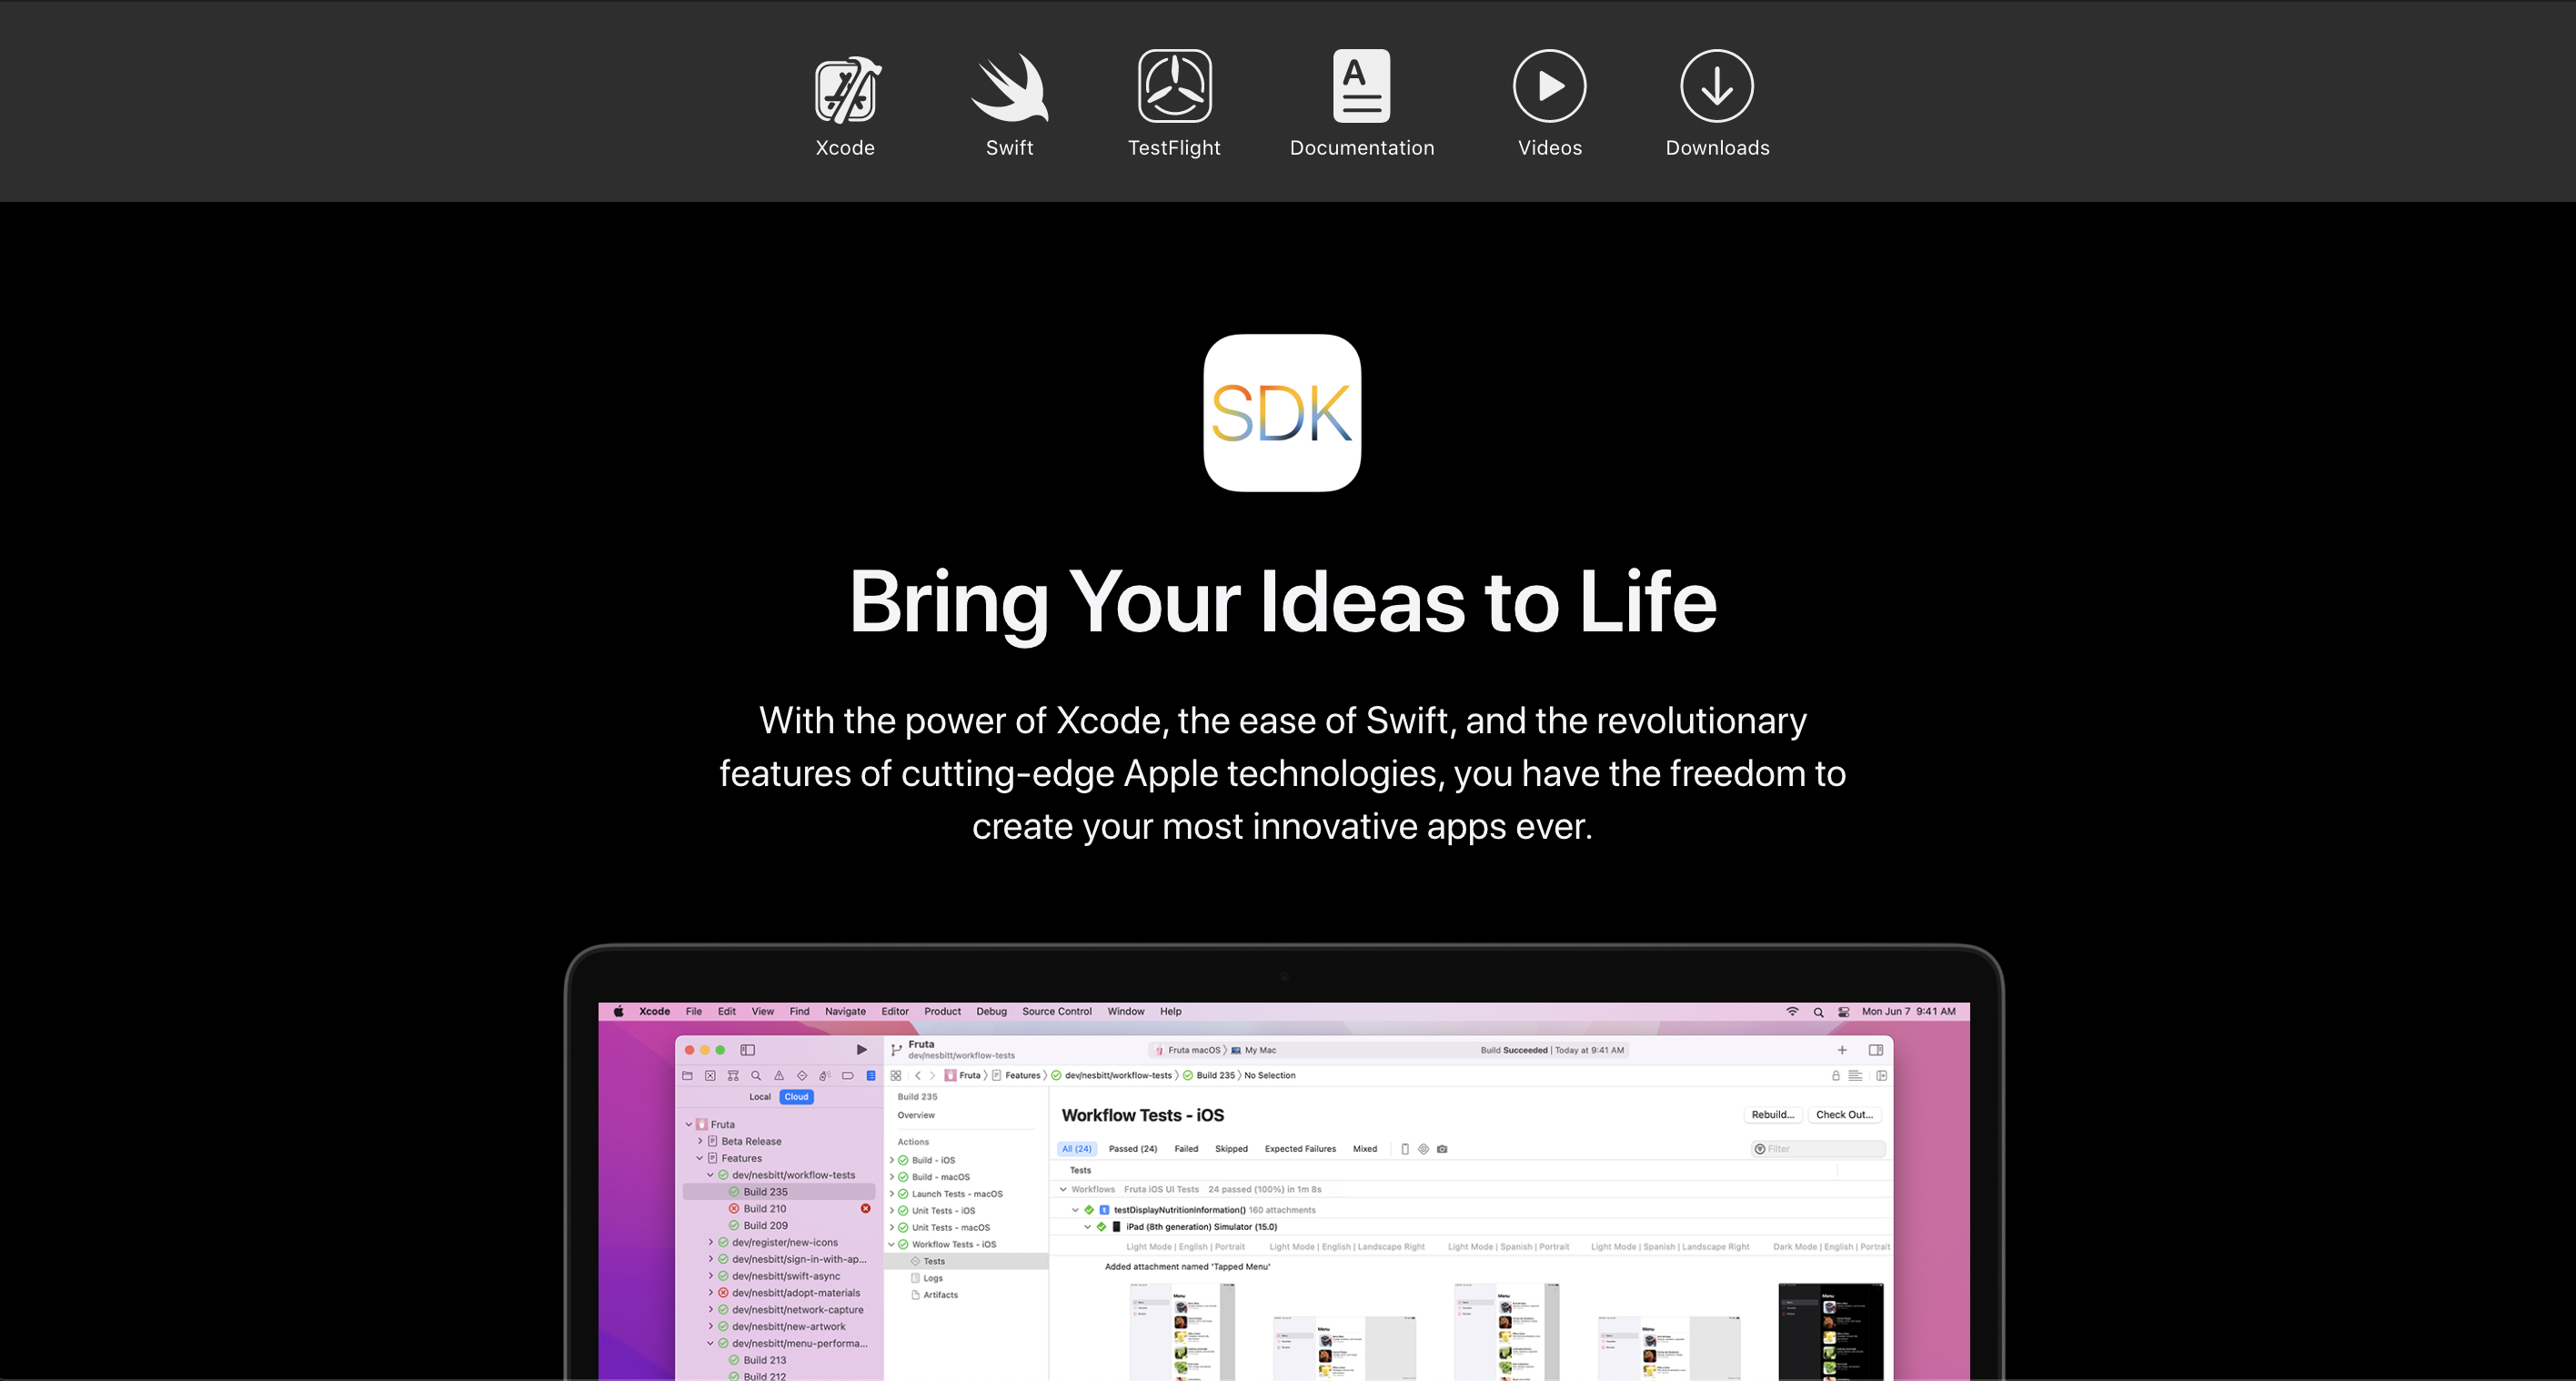 Xcode
Swift
TestFlight
Documentation
Videos
Downloads
SDK
Bring Your Ideas to Life
With the power of Xcode, the ease of Swift, and the revolutionary
features of cutting-edge Apple technologies, you have the freedom to
create your most innovative apps ever.
Xcode File Edit View Find Navigate Editor Product Debug Source Control Window Help Mon Jun 7 9:41 AM
Fruta
dev/nesbitt/workflow-tests
Fruta macOS 〉 My Mac
Build Succeeded | Today at 9:41 AM
Fruta 〉 Features 〉 dev/nesbitt/workflow-tests 〉 Build 235 〉 No Selection
Local Cloud
Fruta
Beta Release
Features
dev/nesbitt/workflow-tests
Build 235
Build 210
Build 209
dev/register/new-icons
dev/nesbitt/sign-in-with-ap...
dev/nesbitt/swift-async
dev/nesbitt/adopt-materials
dev/nesbitt/network-capture
dev/nesbitt/new-artwork
dev/nesbitt/menu-performa...
Build 213
Build 212
Build 235
Overview
Actions
Build - iOS
Build - macOS
Launch Tests - macOS
Unit Tests - iOS
Unit Tests - macOS
Workflow Tests - iOS
Tests
Logs
Artifacts
Workflow Tests - iOS
Rebuild... Check Out...
All (24) Passed (24) Failed Skipped Expected Failures Mixed Filter
Tests
Workflows Fruta iOS UI Tests 24 passed (100%) in 1m 8s
testDisplayNutritionInformation() 160 attachments
iPad (8th generation) Simulator (15.0)
Light Mode | English | Portrait Light Mode | English | Landscape Right Light Mode | Spanish | Portrait Light Mode | Spanish | Landscape Right Dark Mode | English | Portrait
Added attachment named 'Tapped Menu'
Menu
Menu
Menu
Menu
Menu